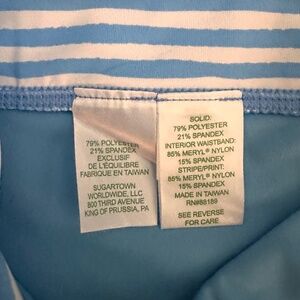 79% POLYESTER
21% SPANDEX
EXCLUSIF
DE L'ÉQUILIBRE
FABRIQUE EN TAIWAN
SUGARTOWN
WORLDWIDE, LLC
800 THIRD AVENUE
KING OF PRUSSIA, PA
SOLID:
79% POLYESTER
21% SPANDEX
INTERIOR WAISTBAND:
85% MERYL® NYLON
15% SPANDEX
STRIPE/PRINT:
85% MERYL® NYLON
15% SPANDEX
MADE IN TAIWAN
RN#88189
SEE REVERSE
FOR CARE